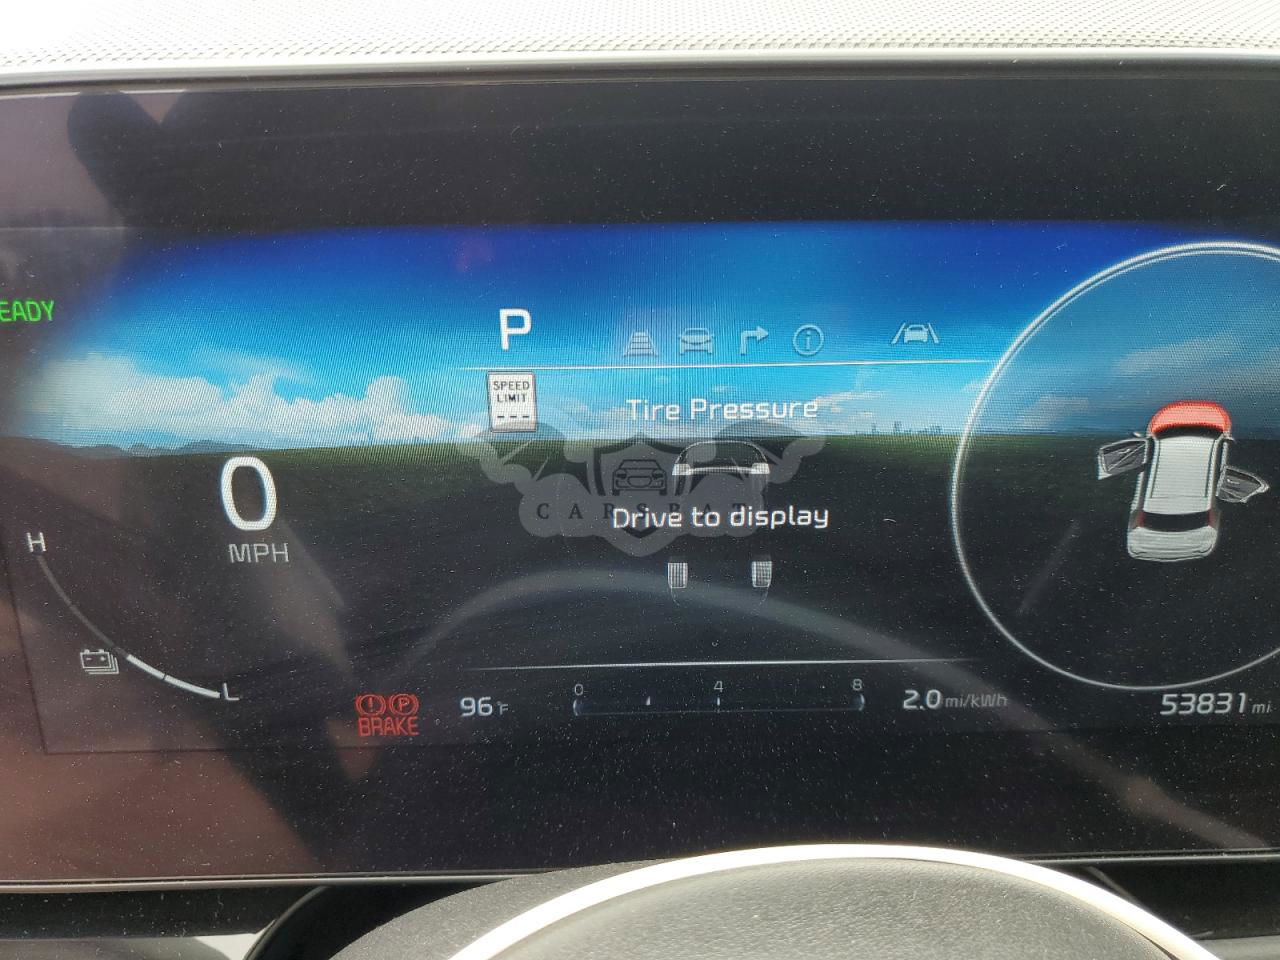 EADY
P
SPEED
LIMIT
---
Tire Pressure
CARSBAT
Drive to display
0
MPH
H
L
BRAKE
P
96°F
0 4 8
2.0 mi/kWh
53831 mi